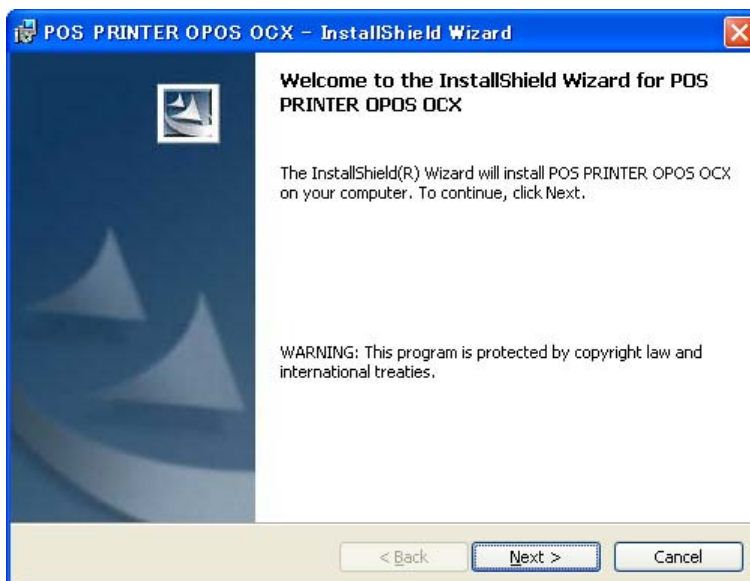 POS PRINTER OPOS OCX - InstallShield Wizard
Welcome to the InstallShield Wizard for POS
PRINTER OPOS OCX
The InstallShield(R) Wizard will install POS PRINTER OPOS OCX
on your computer. To continue, click Next.
WARNING: This program is protected by copyright law and
international treaties.
< Back Next > Cancel